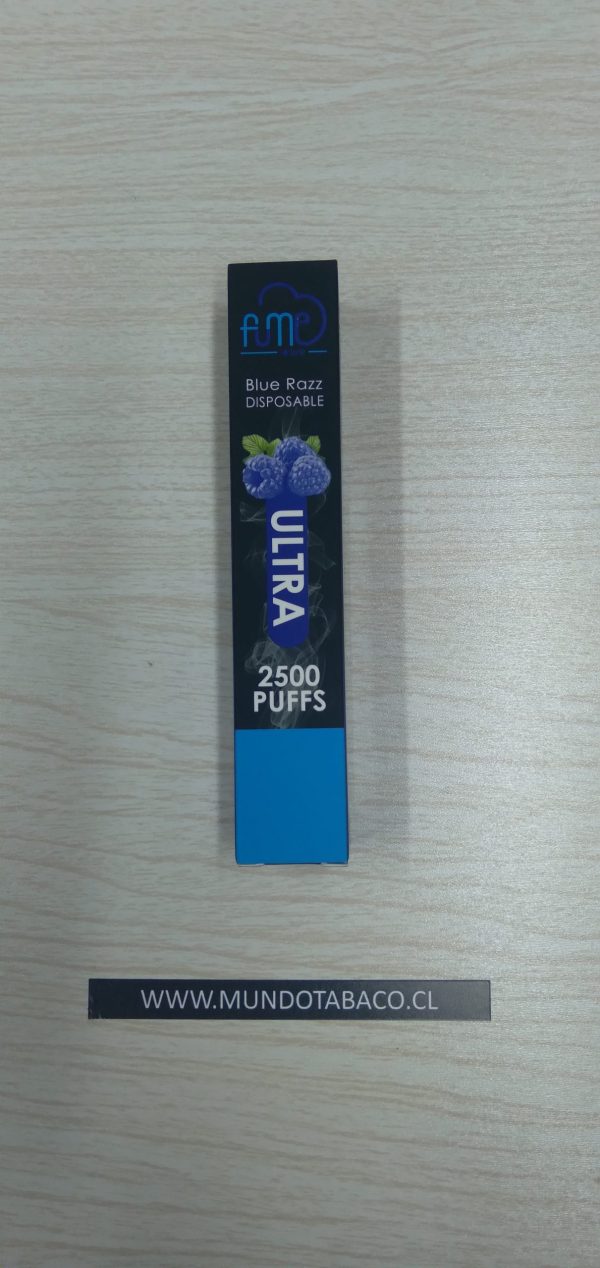 fume
Blue Razz
DISPOSABLE
ULTRA
2500
PUFFS
WWW.MUNDOTABACO.CL